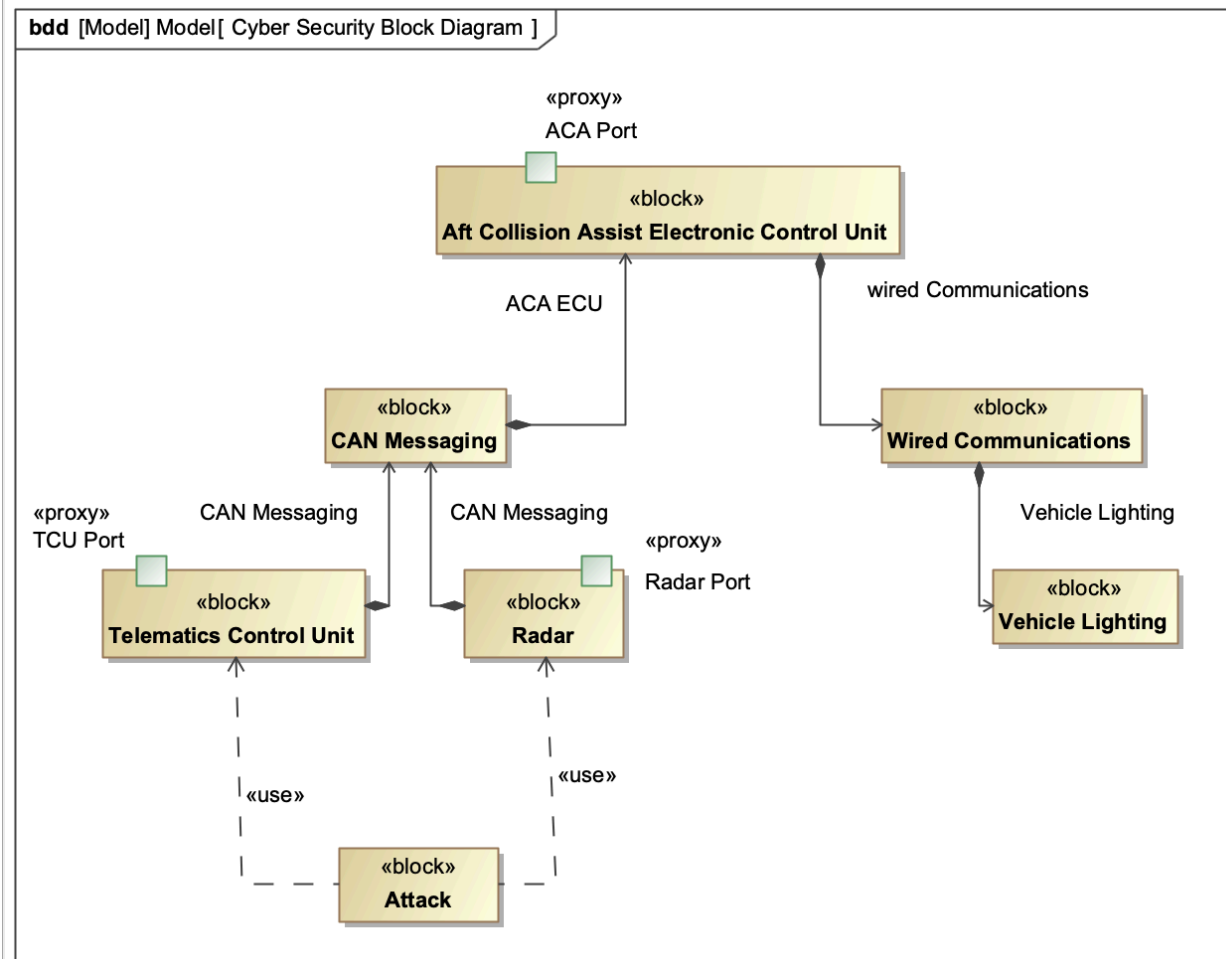 bdd [Model] Model[ Cyber Security Block Diagram ]
«proxy»
ACA Port
«block»
Aft Collision Assist Electronic Control Unit
ACA ECU
wired Communications
«block»
CAN Messaging
«block»
Wired Communications
«proxy»
TCU Port
CAN Messaging
CAN Messaging
«proxy»
Radar Port
Vehicle Lighting
«block»
Telematics Control Unit
«block»
Radar
«block»
Vehicle Lighting
«use»
«use»
«block»
Attack